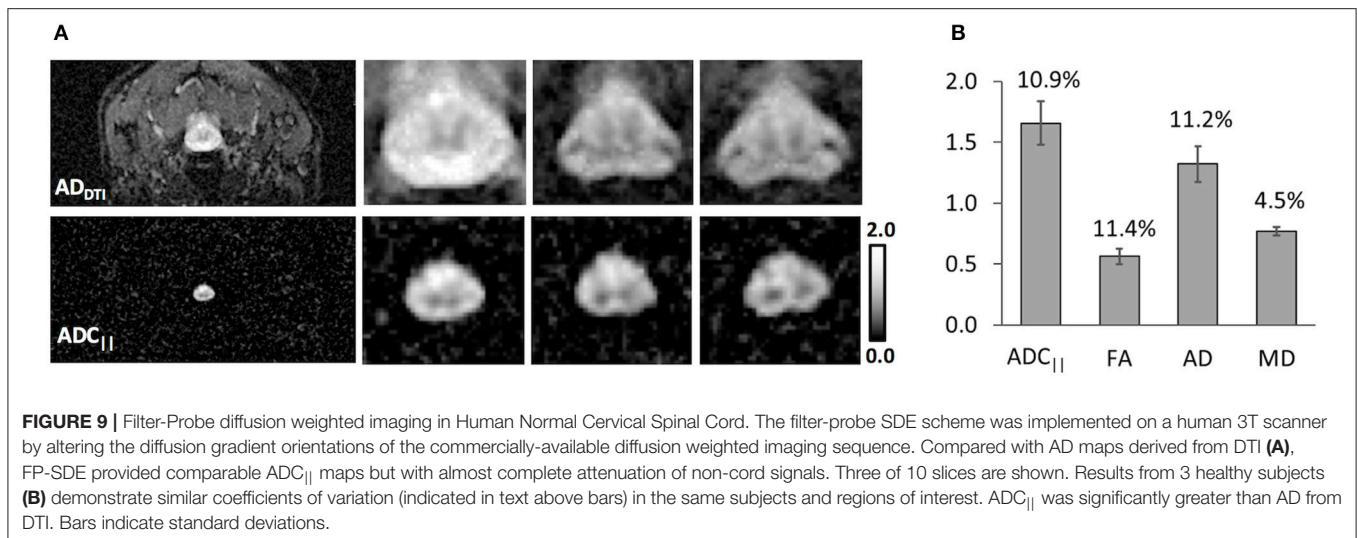 A
B
AD_DTI
ADC_||
2.0
0.0
2.0
1.5
1.0
0.5
0.0
10.9%
11.4%
11.2%
4.5%
ADC_|| FA AD MD
FIGURE 9 | Filter-Probe diffusion weighted imaging in Human Normal Cervical Spinal Cord. The filter-probe SDE scheme was implemented on a human 3T scanner
by altering the diffusion gradient orientations of the commercially-available diffusion weighted imaging sequence. Compared with AD maps derived from DTI (A),
FP-SDE provided comparable ADC_|| maps but with almost complete attenuation of non-cord signals. Three of 10 slices are shown. Results from 3 healthy subjects
(B) demonstrate similar coefficients of variation (indicated in text above bars) in the same subjects and regions of interest. ADC_|| was significantly greater than AD from
DTI. Bars indicate standard deviations.